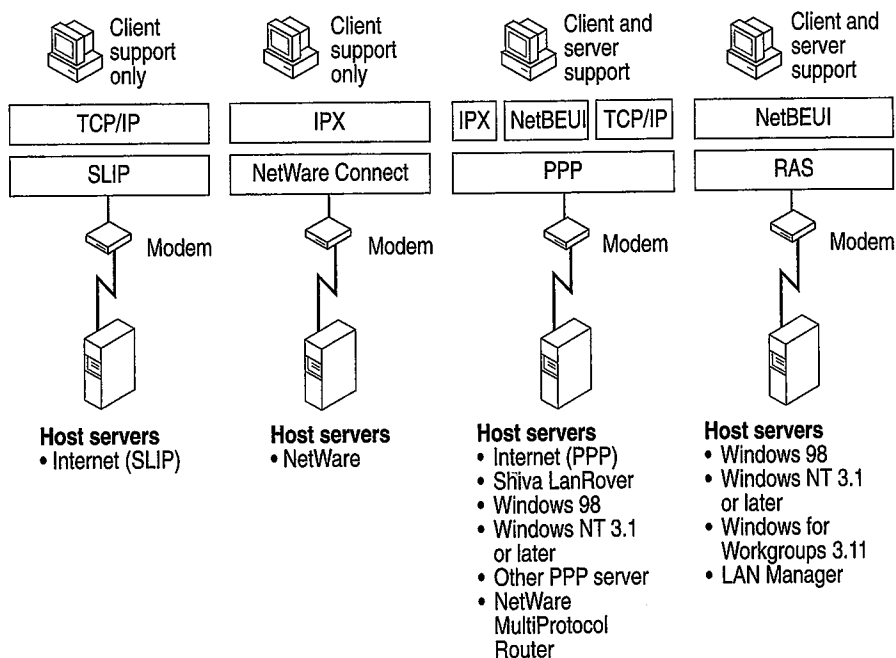 Client
support
only
TCP/IP
SLIP
Modem
Host servers
• Internet (SLIP)
Client
support
only
IPX
NetWare Connect
Modem
Host servers
• NetWare
Client and
server
support
IPX
NetBEUI
TCP/IP
PPP
Modem
Host servers
• Internet (PPP)
• Shiva LanRover
• Windows 98
• Windows NT 3.1
or later
• Other PPP server
• NetWare
MultiProtocol
Router
Client and
server
support
NetBEUI
RAS
Modem
Host servers
• Windows 98
• Windows NT 3.1
or later
• Windows for
Workgroups 3.11
• LAN Manager